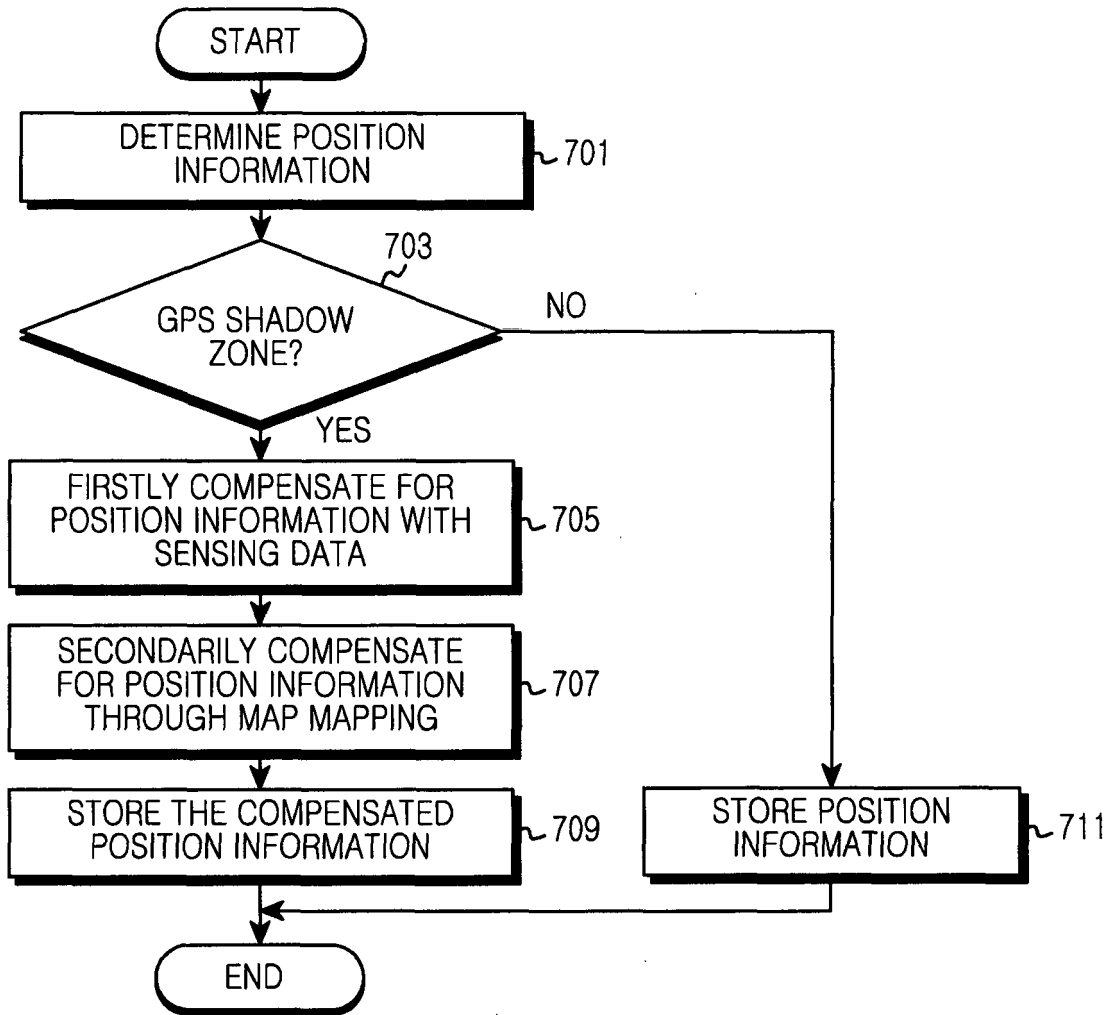 START
DETERMINE POSITION
INFORMATION
701
703
GPS SHADOW
ZONE?
NO
YES
FIRSTLY COMPENSATE FOR
POSITION INFORMATION WITH
SENSING DATA
705
SECONDARILY COMPENSATE
FOR POSITION INFORMATION
THROUGH MAP MAPPING
707
STORE THE COMPENSATED
POSITION INFORMATION
709
STORE POSITION
INFORMATION
711
END